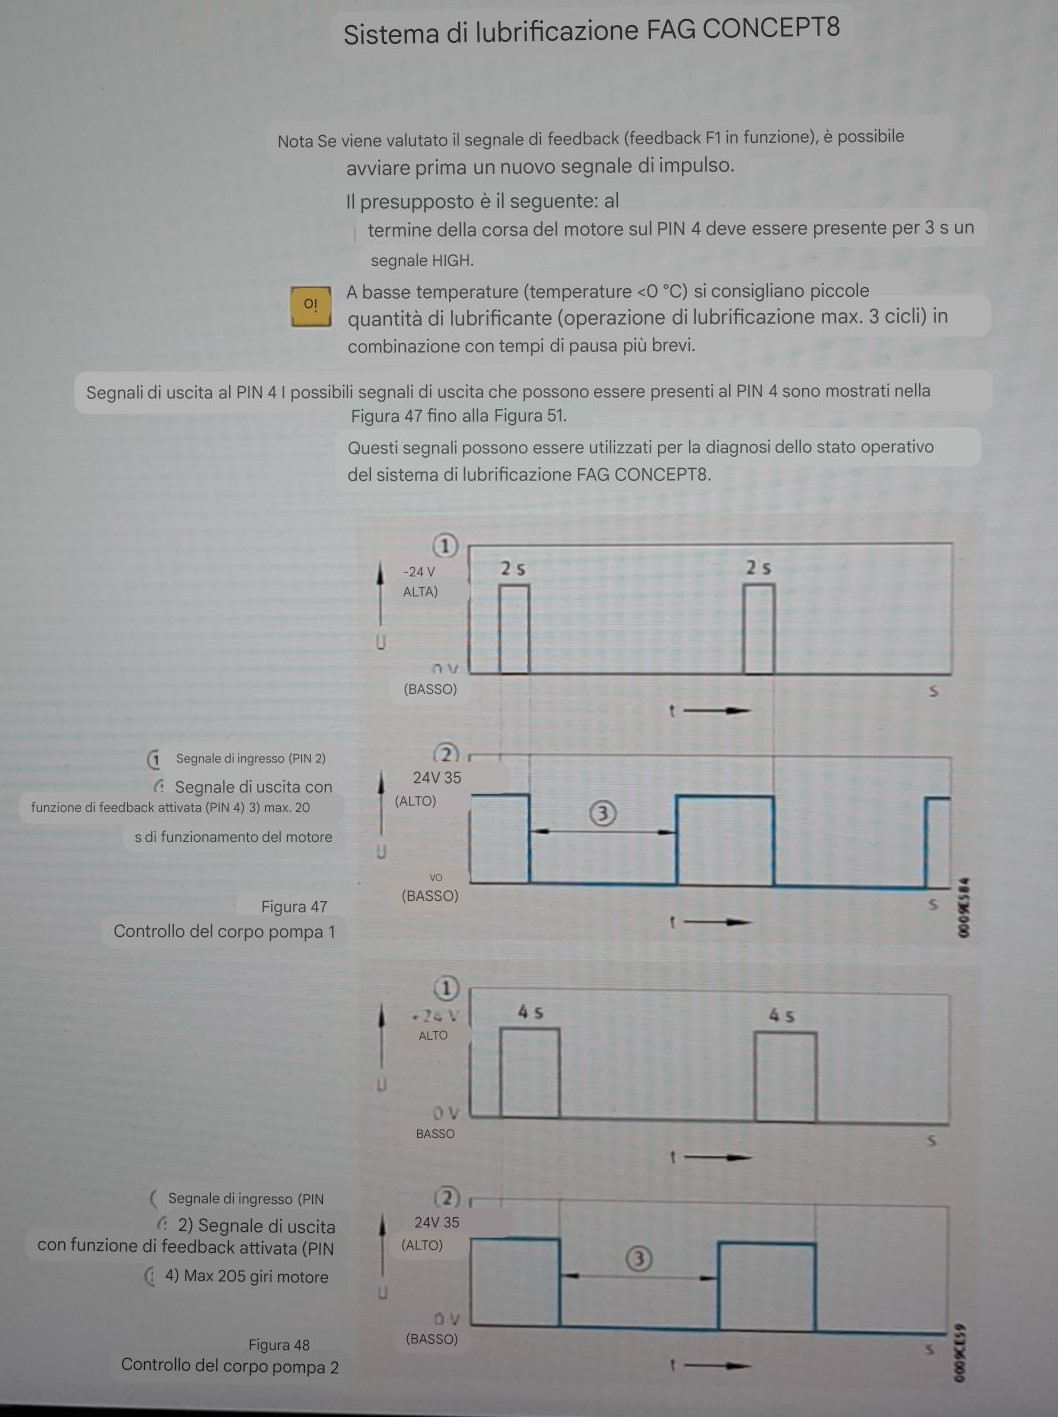 Sistema di lubrificazione FAG CONCEPT8
Nota Se viene valutato il segnale di feedback (feedback F1 in funzione), è possibile
avviare prima un nuovo segnale di impulso.
Il presupposto è il seguente: al
termine della corsa del motore sul PIN 4 deve essere presente per 3 s un
segnale HIGH.
O!
A basse temperature (temperature <0 °C) si consigliano piccole
quantità di lubrificante (operazione di lubrificazione max. 3 cicli) in
combinazione con tempi di pausa più brevi.
Segnali di uscita al PIN 4 I possibili segnali di uscita che possono essere presenti al PIN 4 sono mostrati nella
Figura 47 fino alla Figura 51.
Questi segnali possono essere utilizzati per la diagnosi dello stato operativo
del sistema di lubrificazione FAG CONCEPT8.
1
-24 V
ALTA)
2 s
2 s
U
0 V
(BASSO)
s
t
1 Segnale di ingresso (PIN 2)
Segnale di uscita con
funzione di feedback attivata (PIN 4) 3) max. 20
s di funzionamento del motore
2
24V 35
(ALTO)
3
U
VO
(BASSO)
s
t
0009E584
Figura 47
Controllo del corpo pompa 1
1
+24 V
ALTO
4 s
4 s
U
0 V
BASSO
s
t
( Segnale di ingresso (PIN
2) Segnale di uscita
con funzione di feedback attivata (PIN
4) Max 205 giri motore
2
24V 35
(ALTO)
3
U
0 V
(BASSO)
s
t
0009CE59
Figura 48
Controllo del corpo pompa 2